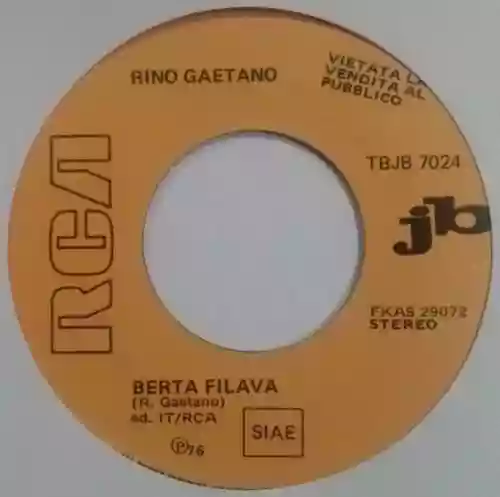 RINO GAETANO
VIETATA LA
VENDITA AL
PUBBLICO
TBJB 7024
RCA
jb
FKAS 29072
STEREO
BERTA FILAVA
(R. Gaetano)
ed. IT/RCA
SIAE
℗76